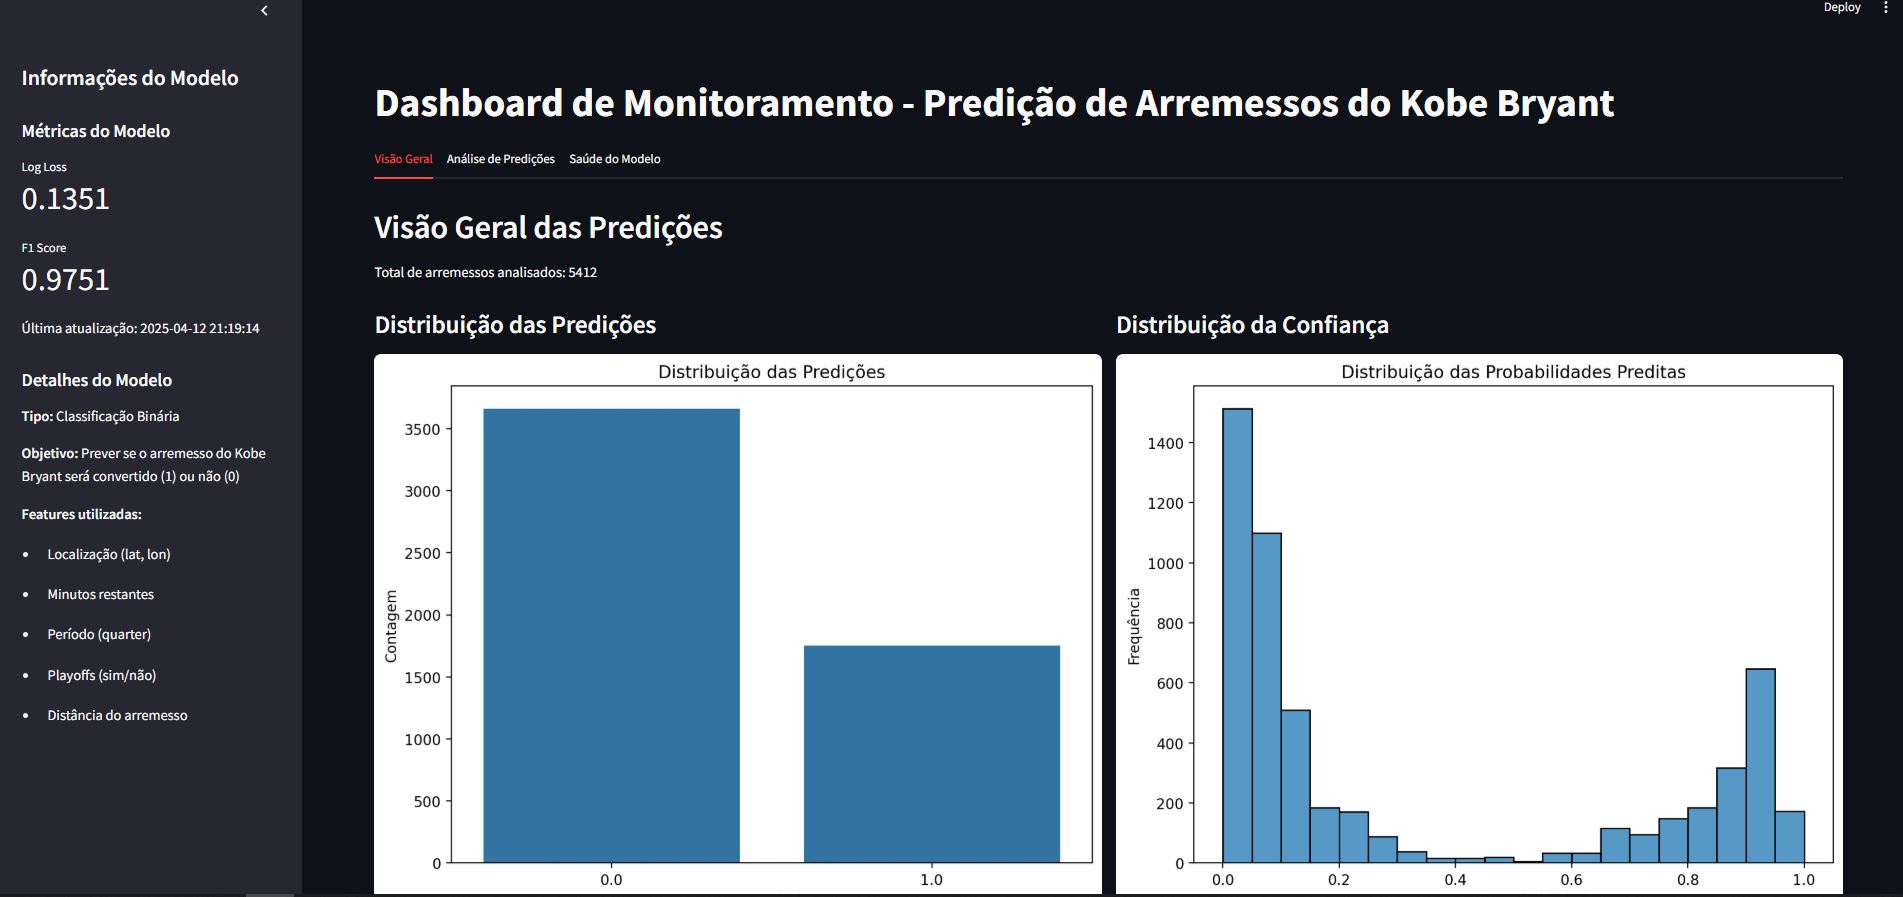 Deploy
Informações do Modelo
Métricas do Modelo
Log Loss
0.1351
F1 Score
0.9751
Última atualização: 2025-04-12 21:19:14
Detalhes do Modelo
Tipo: Classificação Binária
Objetivo: Prever se o arremesso do Kobe
Bryant será convertido (1) ou não (0)
Features utilizadas:
Localização (lat, lon)
Minutos restantes
Período (quarter)
Playoffs (sim/não)
Distância do arremesso
Dashboard de Monitoramento - Predição de Arremessos do Kobe Bryant
Visão Geral Análise de Predições Saúde do Modelo
Visão Geral das Predições
Total de arremessos analisados: 5412
Distribuição das Predições
Distribuição das Predições
Contagem
3500
3000
2500
2000
1500
1000
500
0
0.0 1.0
Distribuição da Confiança
Distribuição das Probabilidades Preditas
Frequência
1400
1200
1000
800
600
400
200
0
0.0 0.2 0.4 0.6 0.8 1.0